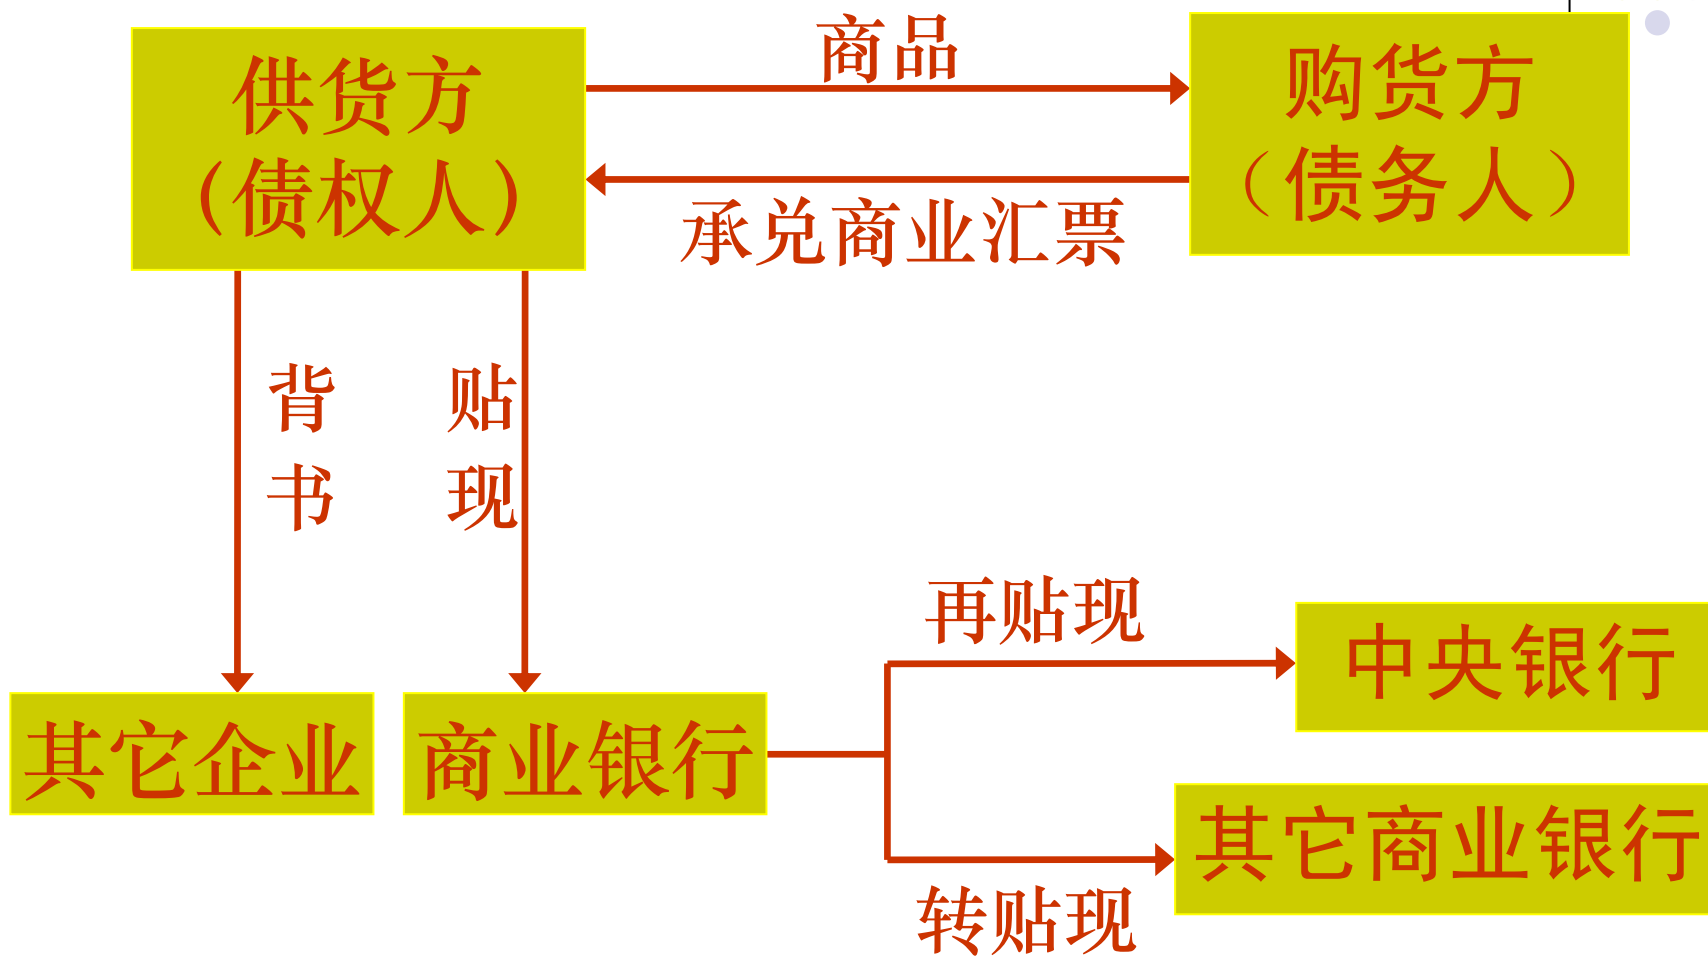 商品
供货方
（债权人）
购货方
（债务人）
承兑商业汇票
背
书
贴
现
再贴现
中央银行
其它企业
商业银行
其它商业银行
转贴现